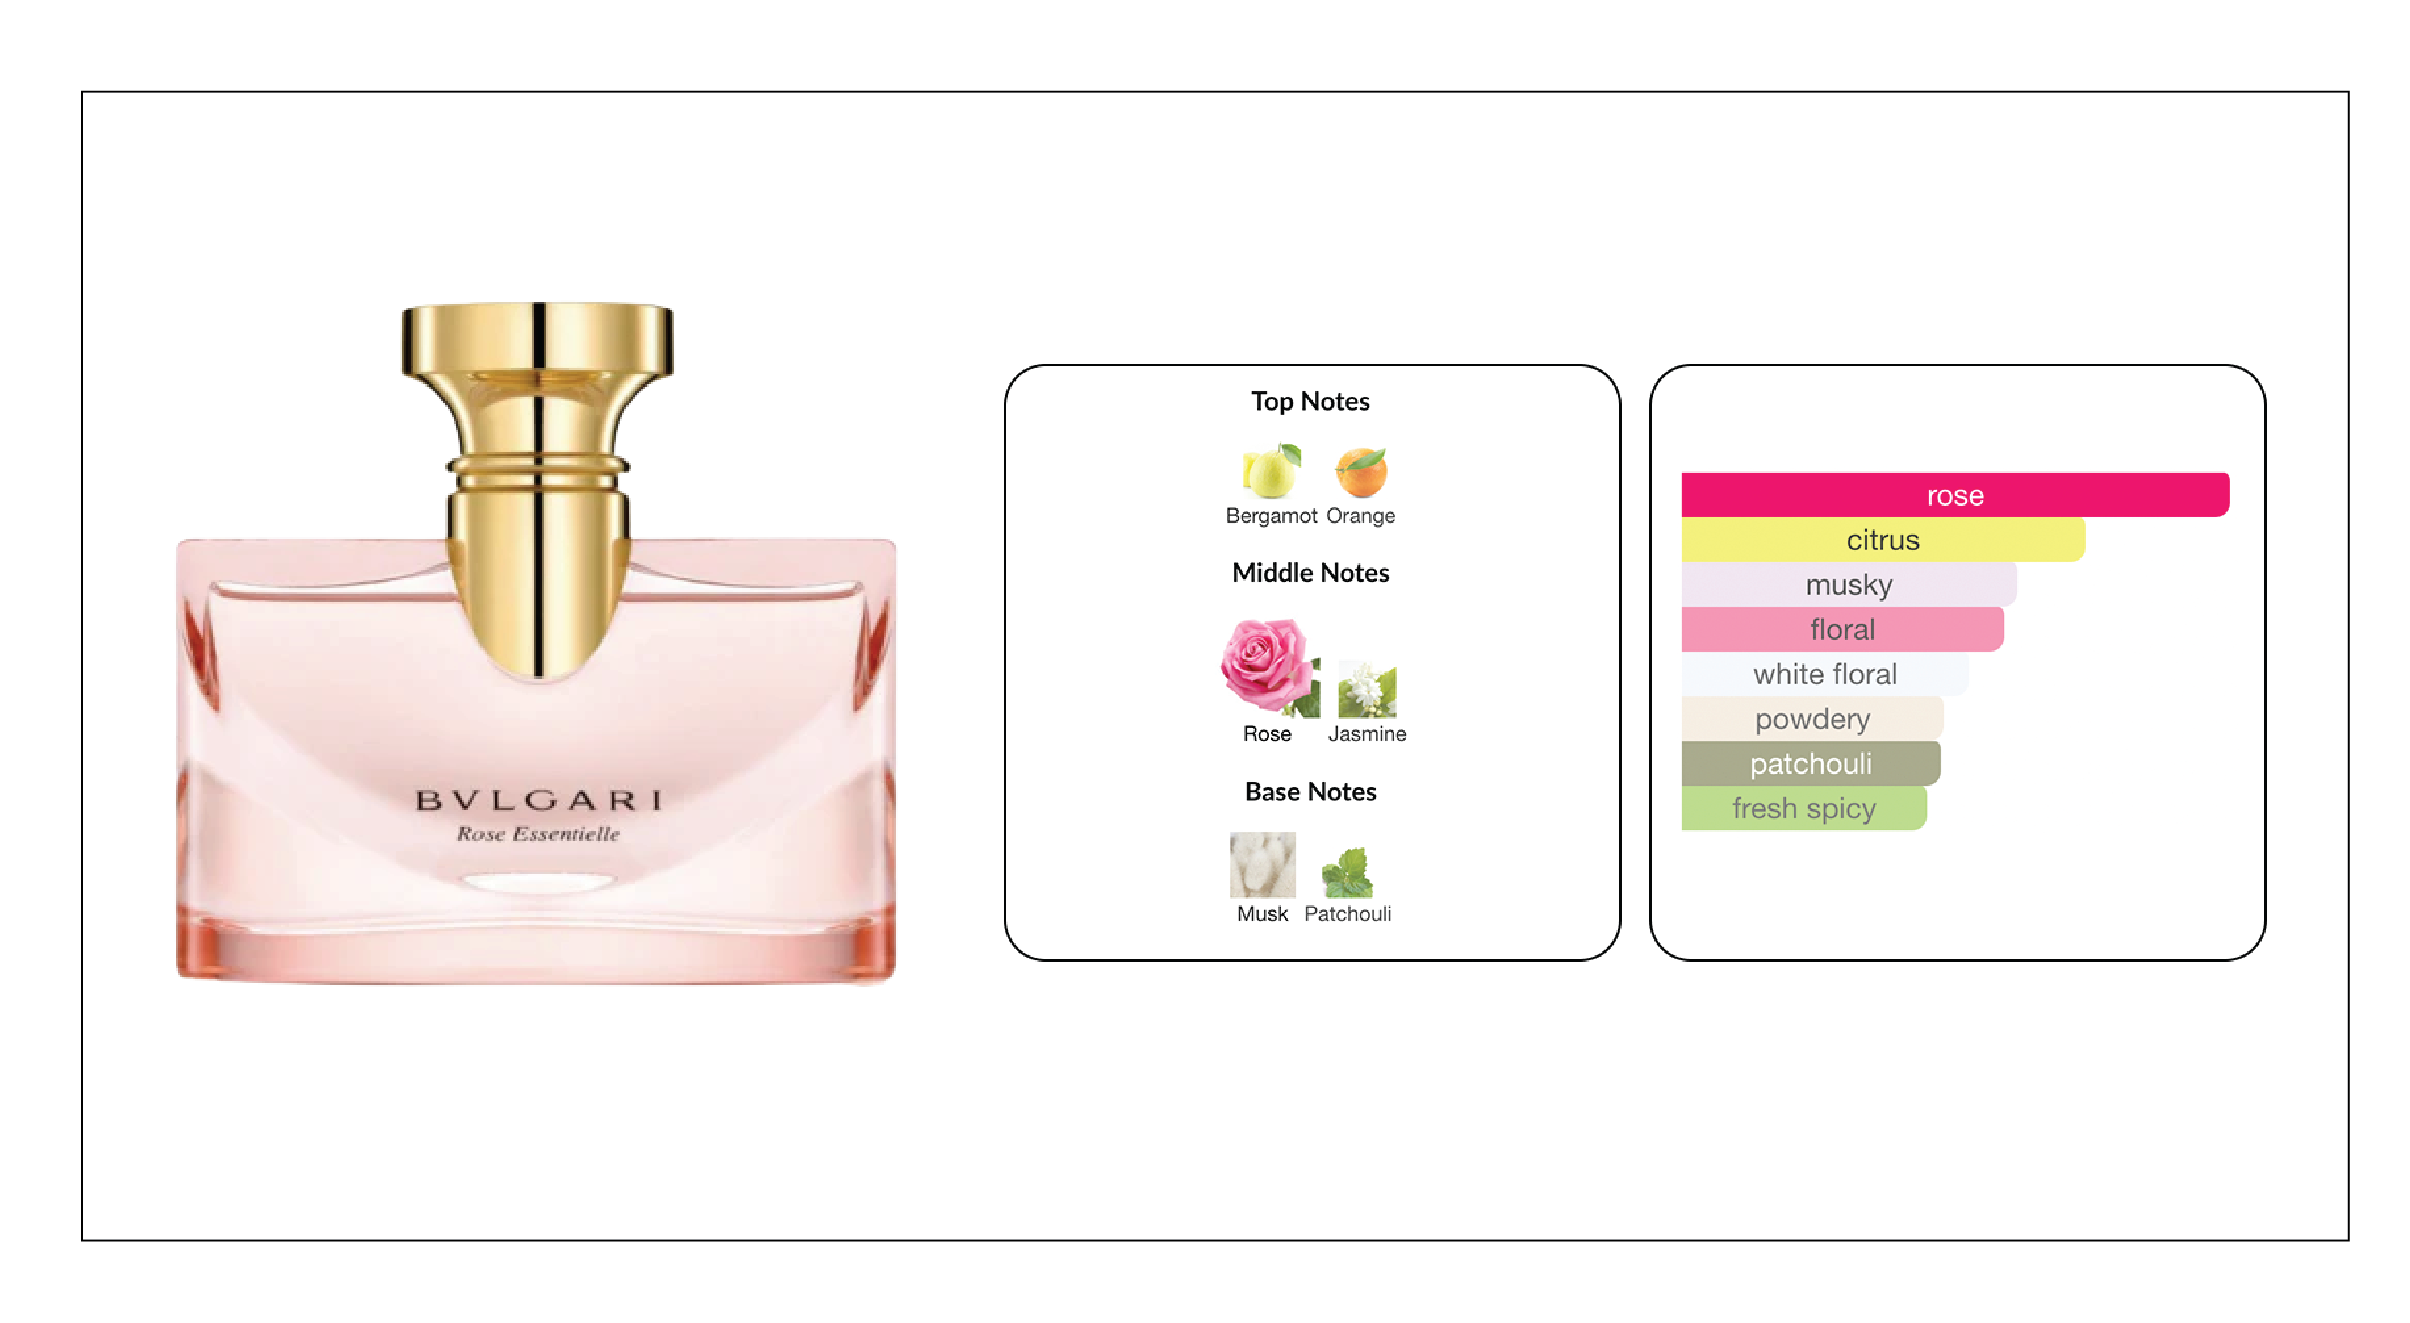 BVLGARI
Rose Essentielle
Top Notes
Bergamot Orange
Middle Notes
Rose Jasmine
Base Notes
Musk Patchouli
rose
citrus
musky
floral
white floral
powdery
patchouli
fresh spicy